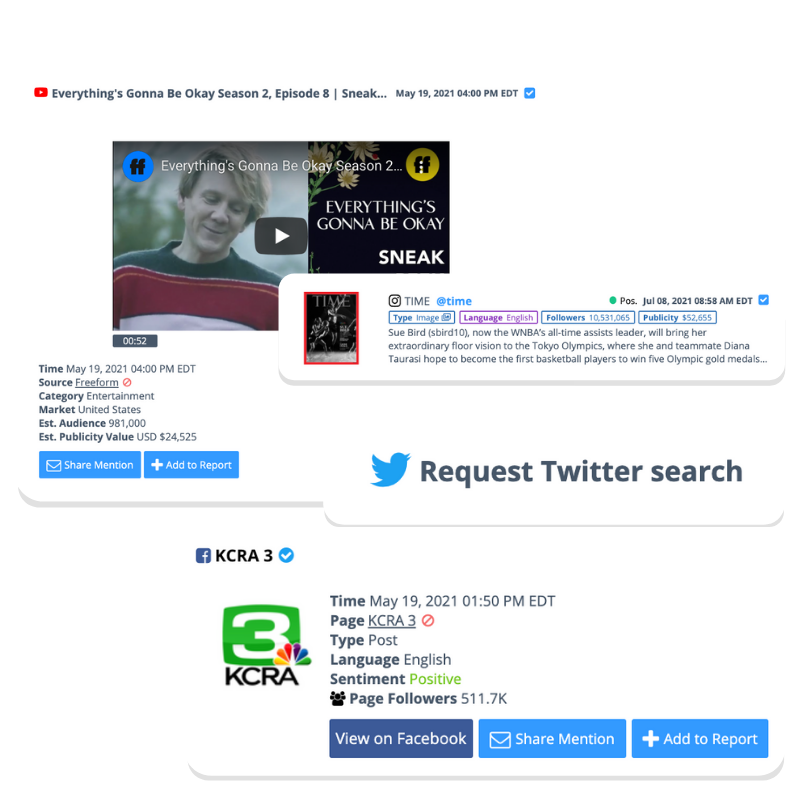 Everything's Gonna Be Okay Season 2, Episode 8 | Sneak... May 19, 2021 04:00 PM EDT
ff Everything's Gonna Be Okay Season 2... ff
EVERYTHING'S
GONNA BE OKAY
SNEAK
00:52
TIME
TIME @time Pos. Jul 08, 2021 08:58 AM EDT
Type Image Language English Followers 10,531,065 Publicity $52,655
Sue Bird (sbird10), now the WNBA's all-time assists leader, will bring her
extraordinary floor vision to the Tokyo Olympics, where she and teammate Diana
Taurasi hope to become the first basketball players to win five Olympic gold medals...
Time May 19, 2021 04:00 PM EDT
Source Freeform
Category Entertainment
Market United States
Est. Audience 981,000
Est. Publicity Value USD $24,525
Share Mention Add to Report
Request Twitter search
KCRA 3
3
KCRA
Time May 19, 2021 01:50 PM EDT
Page KCRA 3
Type Post
Language English
Sentiment Positive
Page Followers 511.7K
View on Facebook Share Mention Add to Report